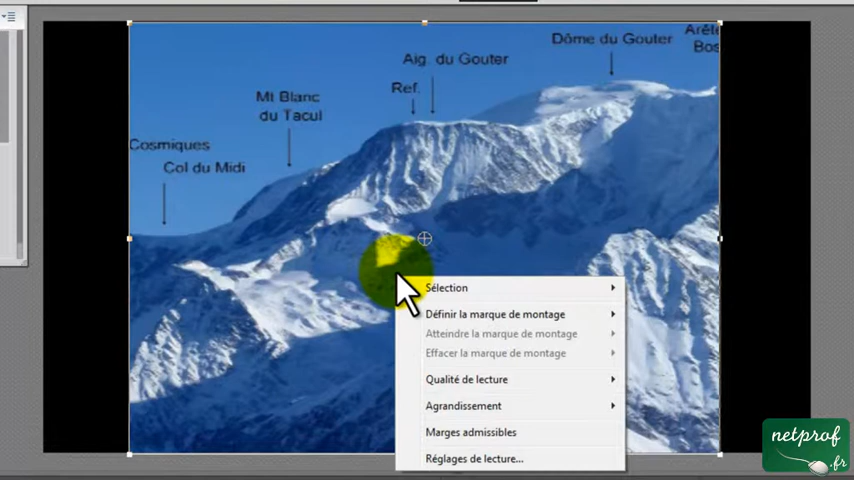 Dôme du Gouter
Arête
Bos
Aig. du Gouter
Ref.
Mt Blanc
du Tacul
Cosmiques
Col du Midi
Sélection
Définir la marque de montage
Atteindre la marque de montage
Effacer la marque de montage
Qualité de lecture
Agrandissement
Marges admissibles
Réglages de lecture...
netprof
.fr